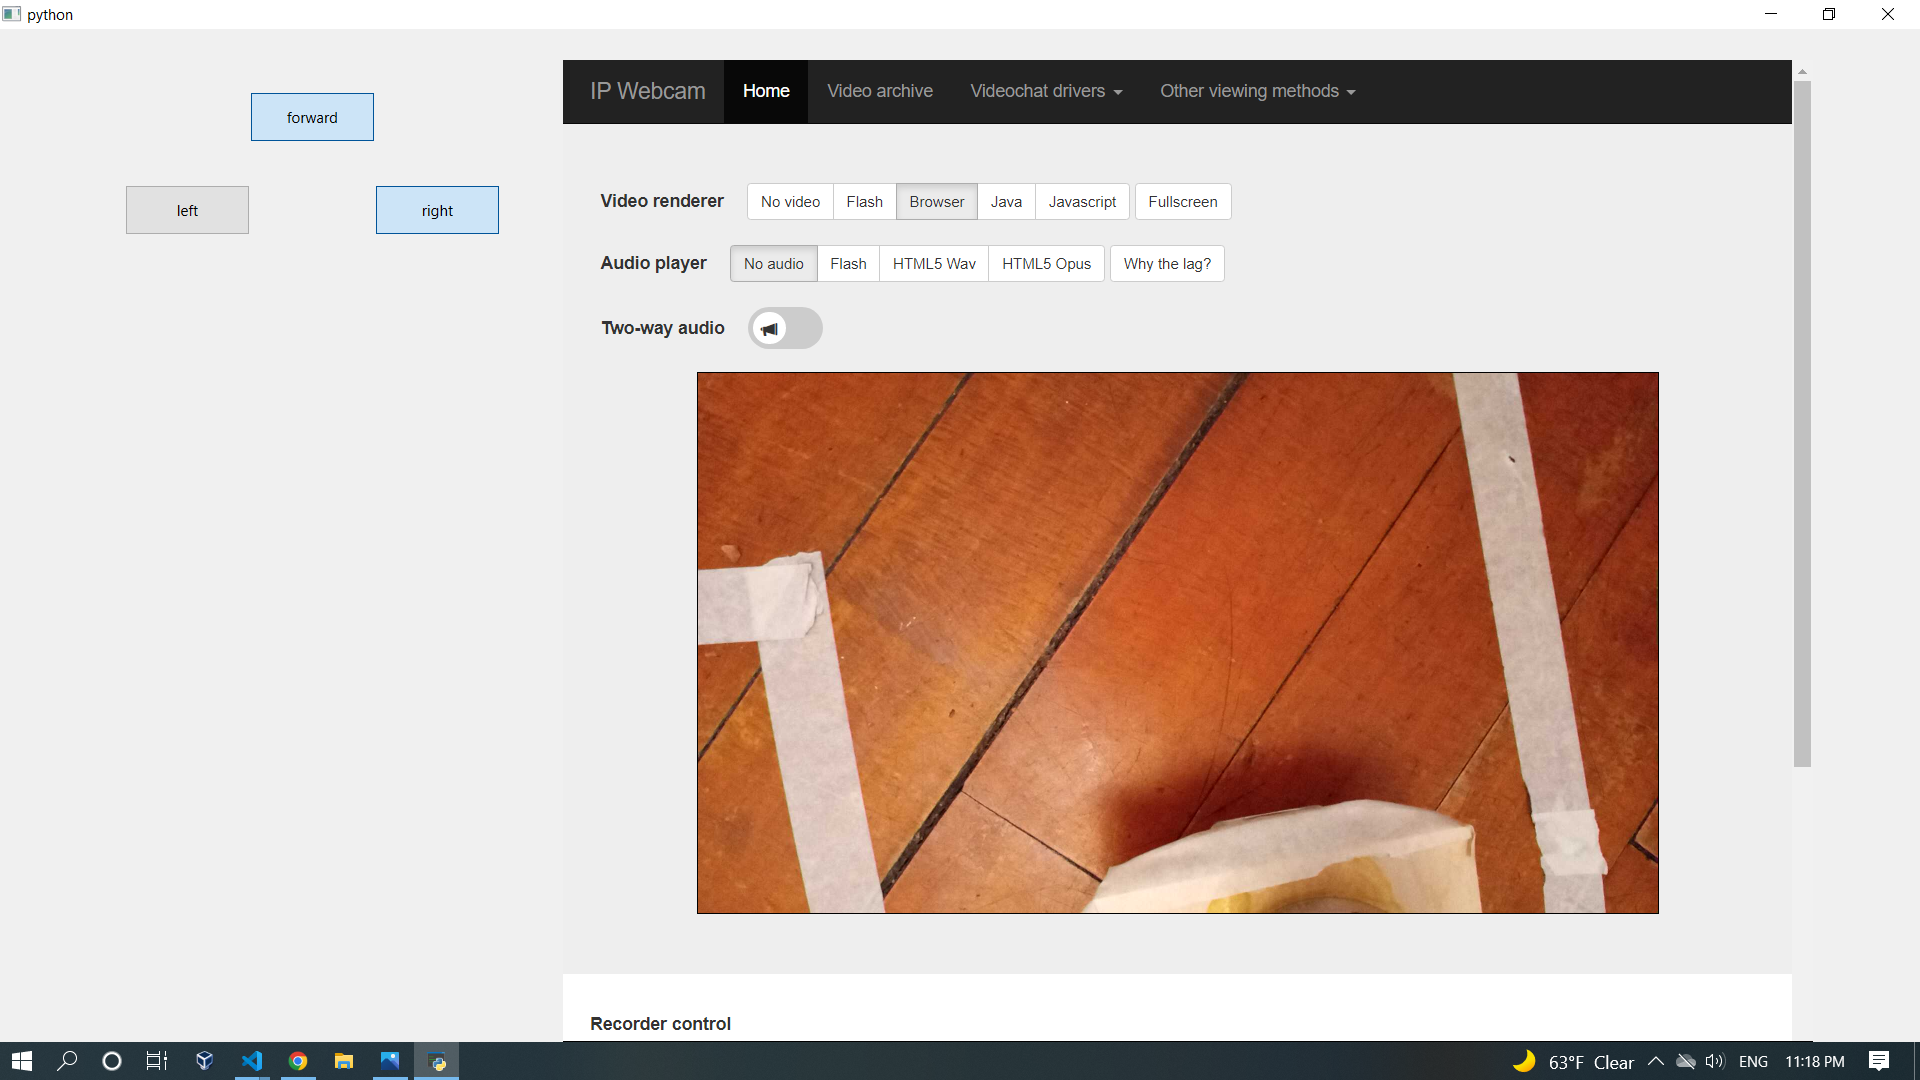 python
forward
left
right
IP Webcam Home Video archive Videochat drivers Other viewing methods
Video renderer No video Flash Browser Java Javascript Fullscreen
Audio player No audio Flash HTML5 Wav HTML5 Opus Why the lag?
Two-way audio
Recorder control
63°F Clear ENG 11:18 PM